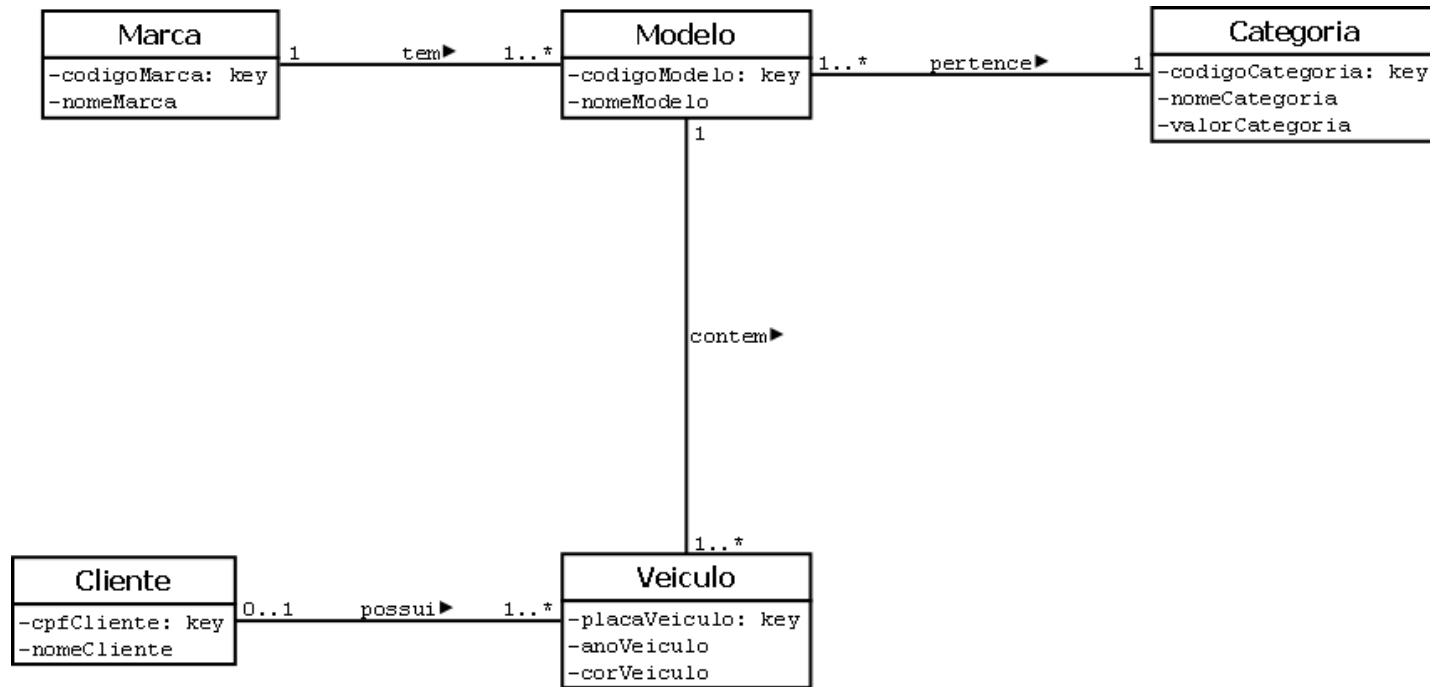 Marca
-codigoMarca: key
-nomeMarca
1 tem▶ 1..*
Modelo
-codigoModelo: key
-nomeModelo
1..* pertence▶ 1
Categoria
-codigoCategoria: key
-nomeCategoria
-valorCategoria
1
contem▶
1..*
Cliente
-cpfCliente: key
-nomeCliente
0..1 possui▶ 1..*
Veiculo
-placaVeiculo: key
-anoVeiculo
-corVeiculo